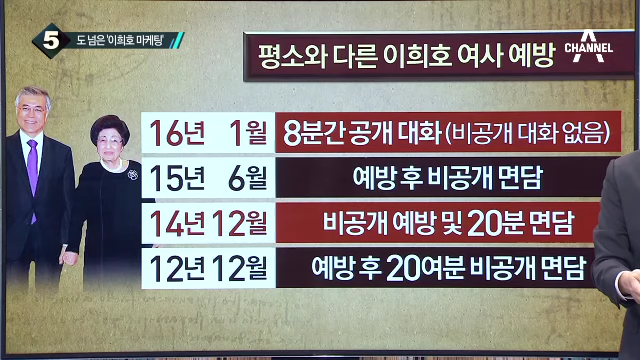 5 도 넘은 '이희호 마케팅'
CHANNEL A
평소와 다른 이희호 여사 예방
16년 1월 8분간 공개 대화 (비공개 대화 없음)
15년 6월 예방 후 비공개 면담
14년 12월 비공개 예방 및 20분 면담
12년 12월 예방 후 20여분 비공개 면담